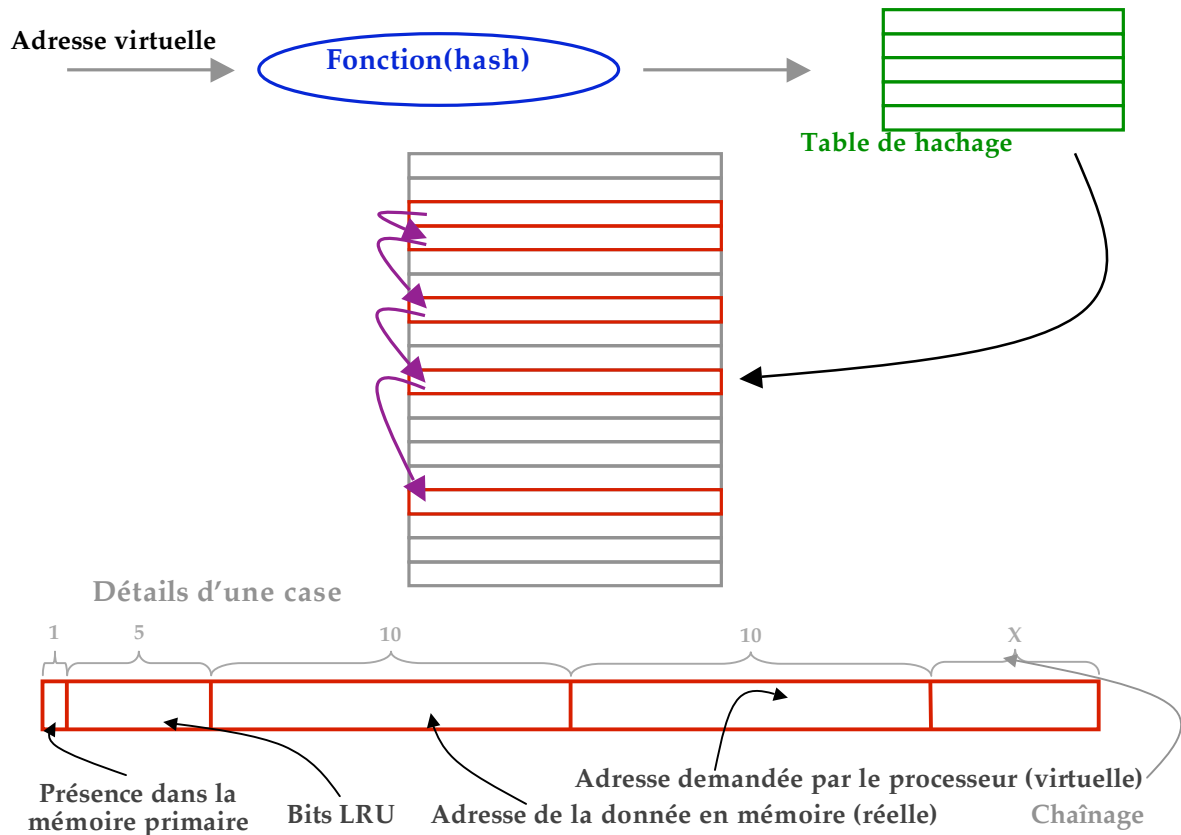 Adresse virtuelle
Fonction(hash)
Table de hachage
Détails d’une case
1
5
10
10
X
Présence dans la
mémoire primaire
Bits LRU
Adresse de la donnée en mémoire (réelle)
Adresse demandée par le processeur (virtuelle)
Chaînage